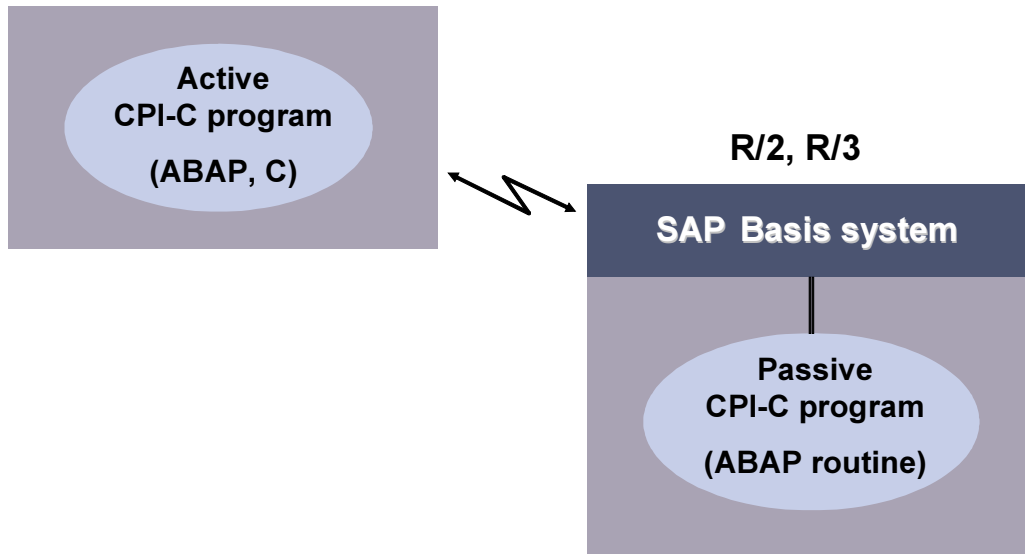 Active
CPI-C program
(ABAP, C)
R/2, R/3
SAP Basis system
Passive
CPI-C program
(ABAP routine)